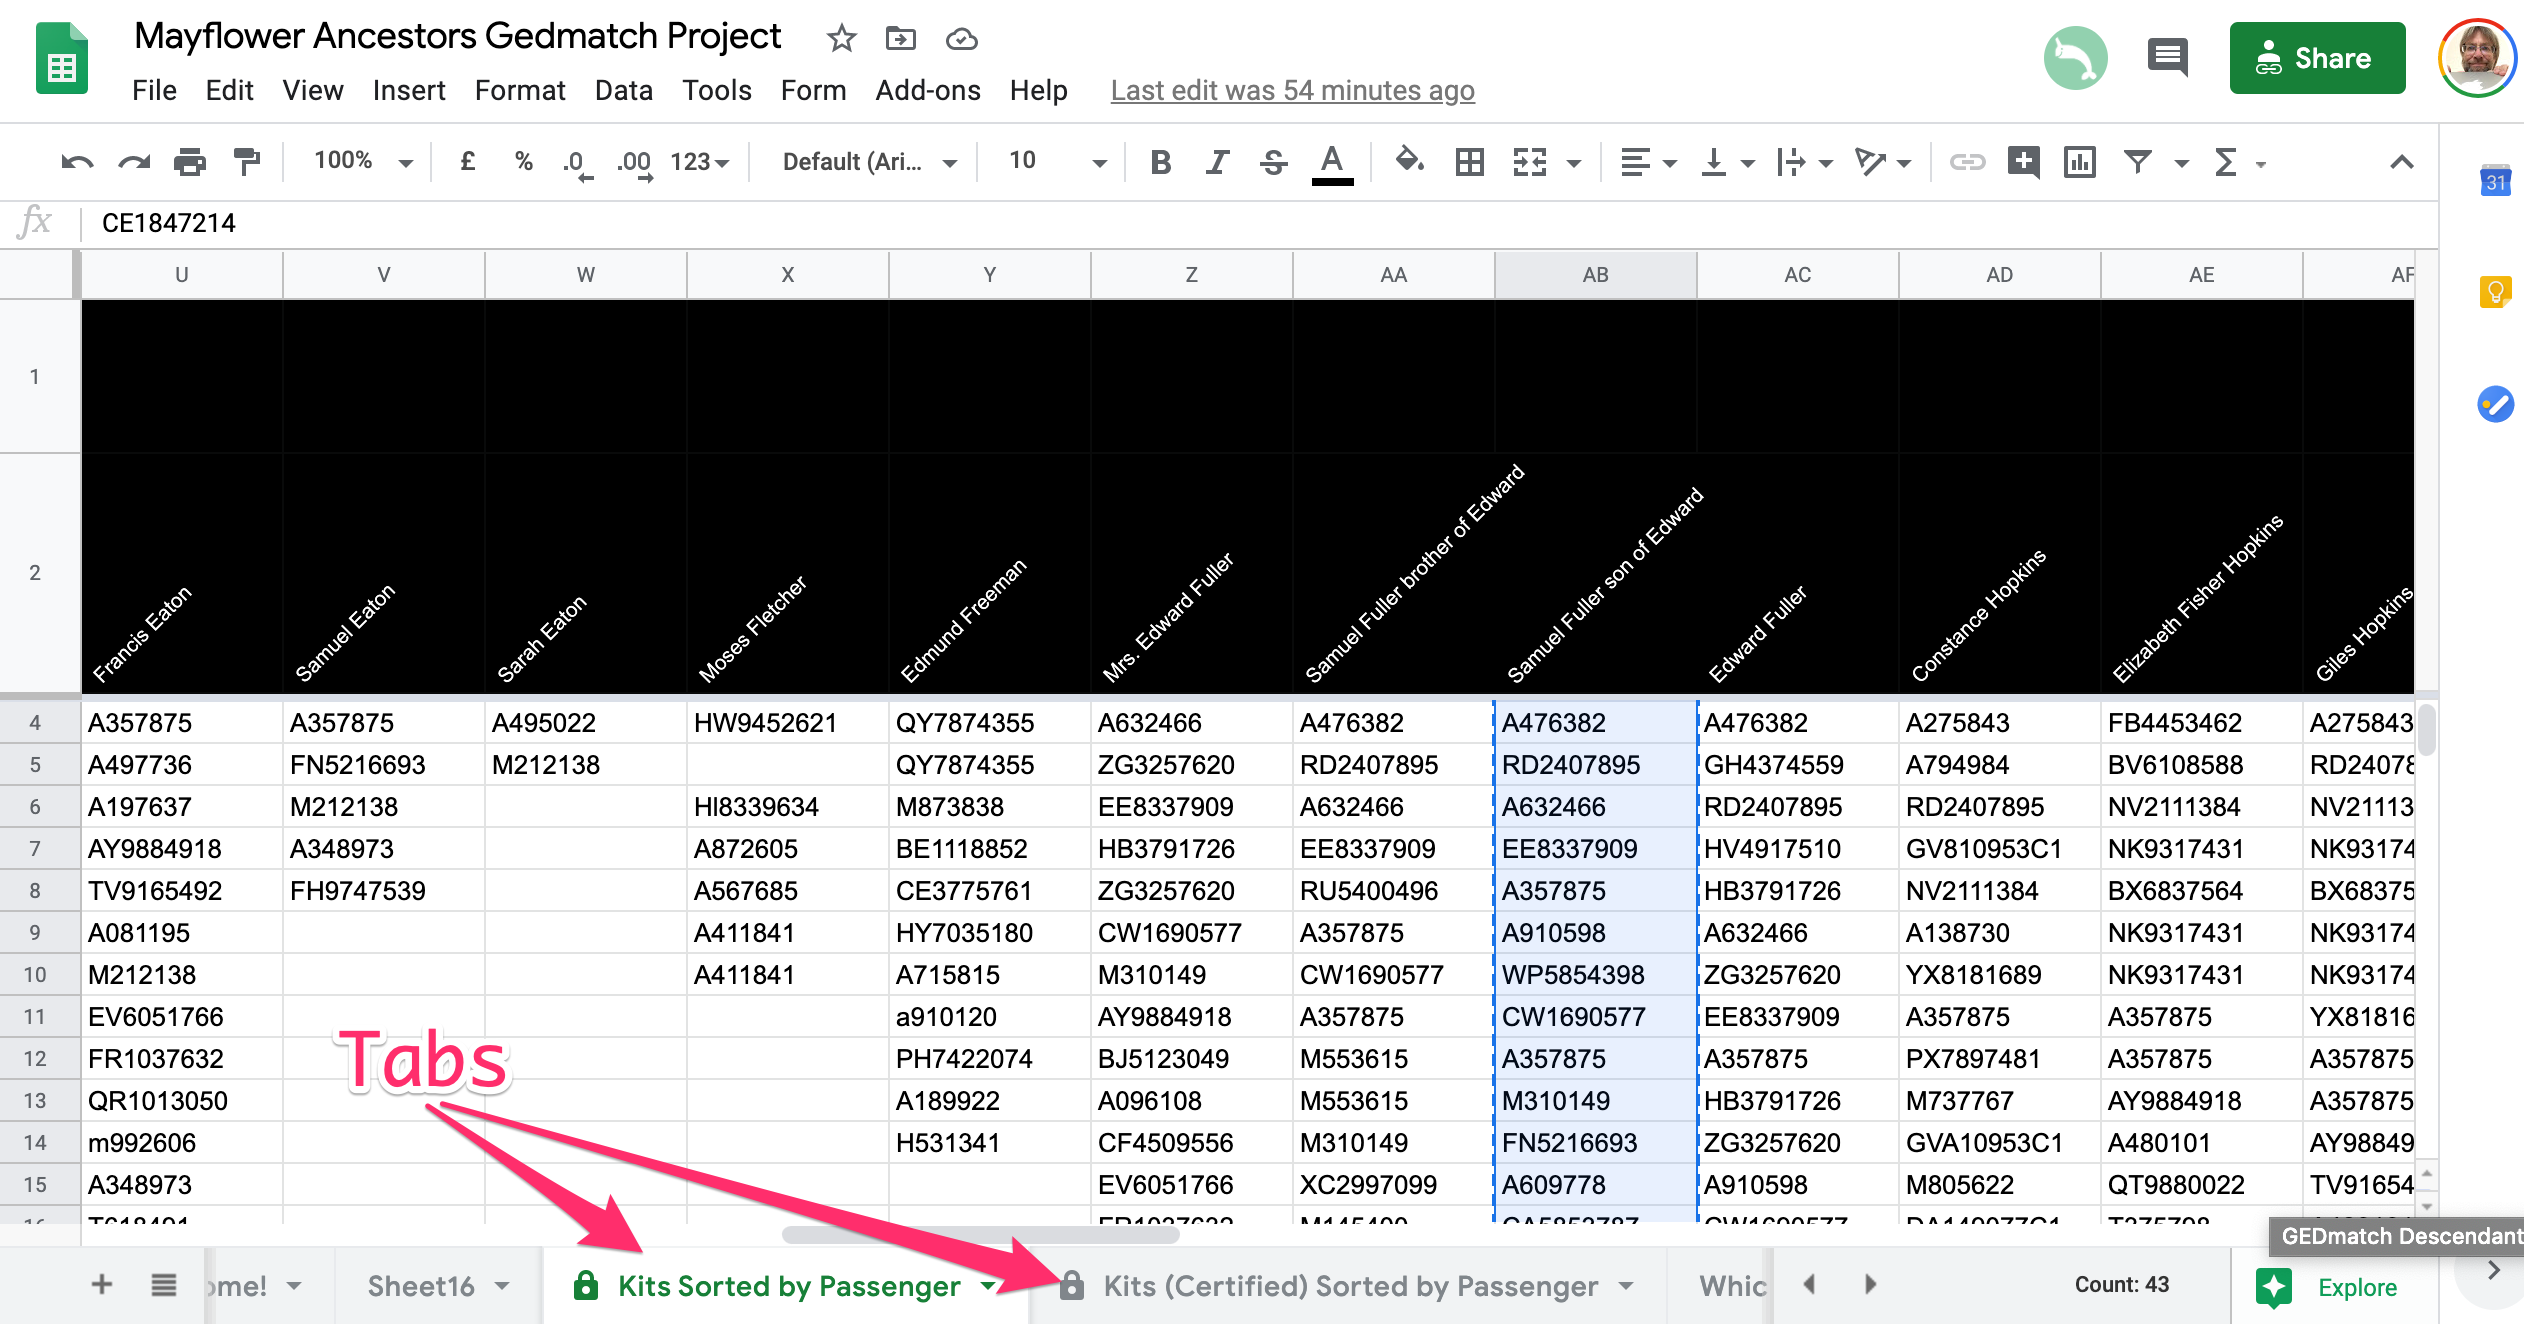 Mayflower Ancestors Gedmatch Project
File Edit View Insert Format Data Tools Form Add-ons Help Last edit was 54 minutes ago
Share
100% £ % .0 .00 123 Default (Ari... 10 B I S A Σ
31
fx CE1847214
U V W X Y Z AA AB AC AD AE AF
1
2 Francis Eaton Samuel Eaton Sarah Eaton Moses Fletcher Edmund Freeman Mrs. Edward Fuller Samuel Fuller brother of Edward Samuel Fuller son of Edward Edward Fuller Constance Hopkins Elizabeth Fisher Hopkins Giles Hopkins
4 A357875 A357875 A495022 HW9452621 QY7874355 A632466 A476382 A476382 A476382 A275843 FB4453462 A275843
5 A497736 FN5216693 M212138 QY7874355 ZG3257620 RD2407895 RD2407895 GH4374559 A794984 BV6108588 RD24078
6 A197637 M212138 HI8339634 M873838 EE8337909 A632466 A632466 RD2407895 RD2407895 NV2111384 NV21113
7 AY9884918 A348973 A872605 BE1118852 HB3791726 EE8337909 EE8337909 HV4917510 GV810953C1 NK9317431 NK93174
8 TV9165492 FH9747539 A567685 CE3775761 ZG3257620 RU5400496 A357875 HB3791726 NV2111384 BX6837564 BX68375
9 A081195 A411841 HY7035180 CW1690577 A357875 A910598 A632466 A138730 NK9317431 NK93174
10 M212138 A411841 A715815 M310149 CW1690577 WP5854398 ZG3257620 YX8181689 NK9317431 NK93174
11 EV6051766 a910120 AY9884918 A357875 CW1690577 EE8337909 A357875 A357875 YX81816
12 FR1037632 PH7422074 BJ5123049 M553615 A357875 A357875 PX7897481 A357875 A357875
13 QR1013050 A189922 A096108 M553615 M310149 HB3791726 M737767 AY9884918 A357875
14 m992606 H531341 CF4509556 M310149 FN5216693 ZG3257620 GVA10953C1 A480101 AY98849
15 A348973 EV6051766 XC2997099 A609778 A910598 M805622 QT9880022 TV91654
Tabs
GEDmatch Descendant
ome! Sheet16 Kits Sorted by Passenger Kits (Certified) Sorted by Passenger Whic Count: 43 Explore